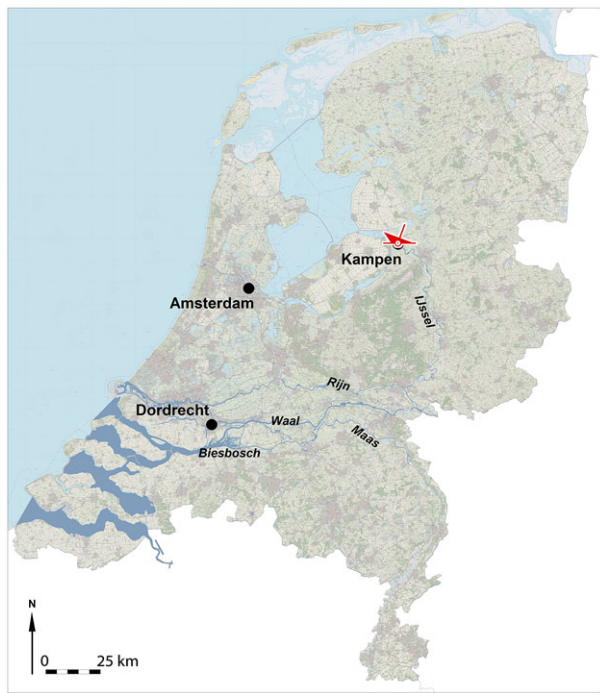 Kampen
Amsterdam
IJssel
Rijn
Dordrecht
Waal
Maas
Biesbosch
N
0 25 km